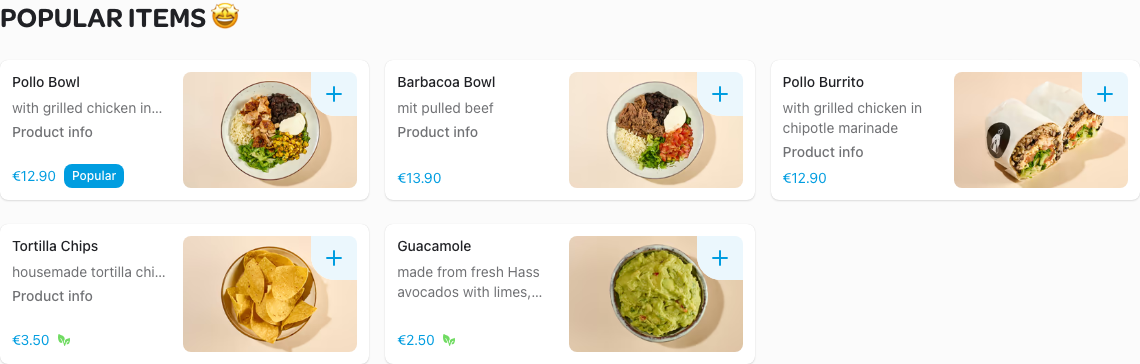 POPULAR ITEMS 🤩
Pollo Bowl
with grilled chicken in...
Product info
€12.90 Popular
Barbacoa Bowl
mit pulled beef
Product info
€13.90
Pollo Burrito
with grilled chicken in
chipotle marinade
Product info
€12.90
Tortilla Chips
housemade tortilla chi...
Product info
€3.50
Guacamole
made from fresh Hass
avocados with limes,...
€2.50